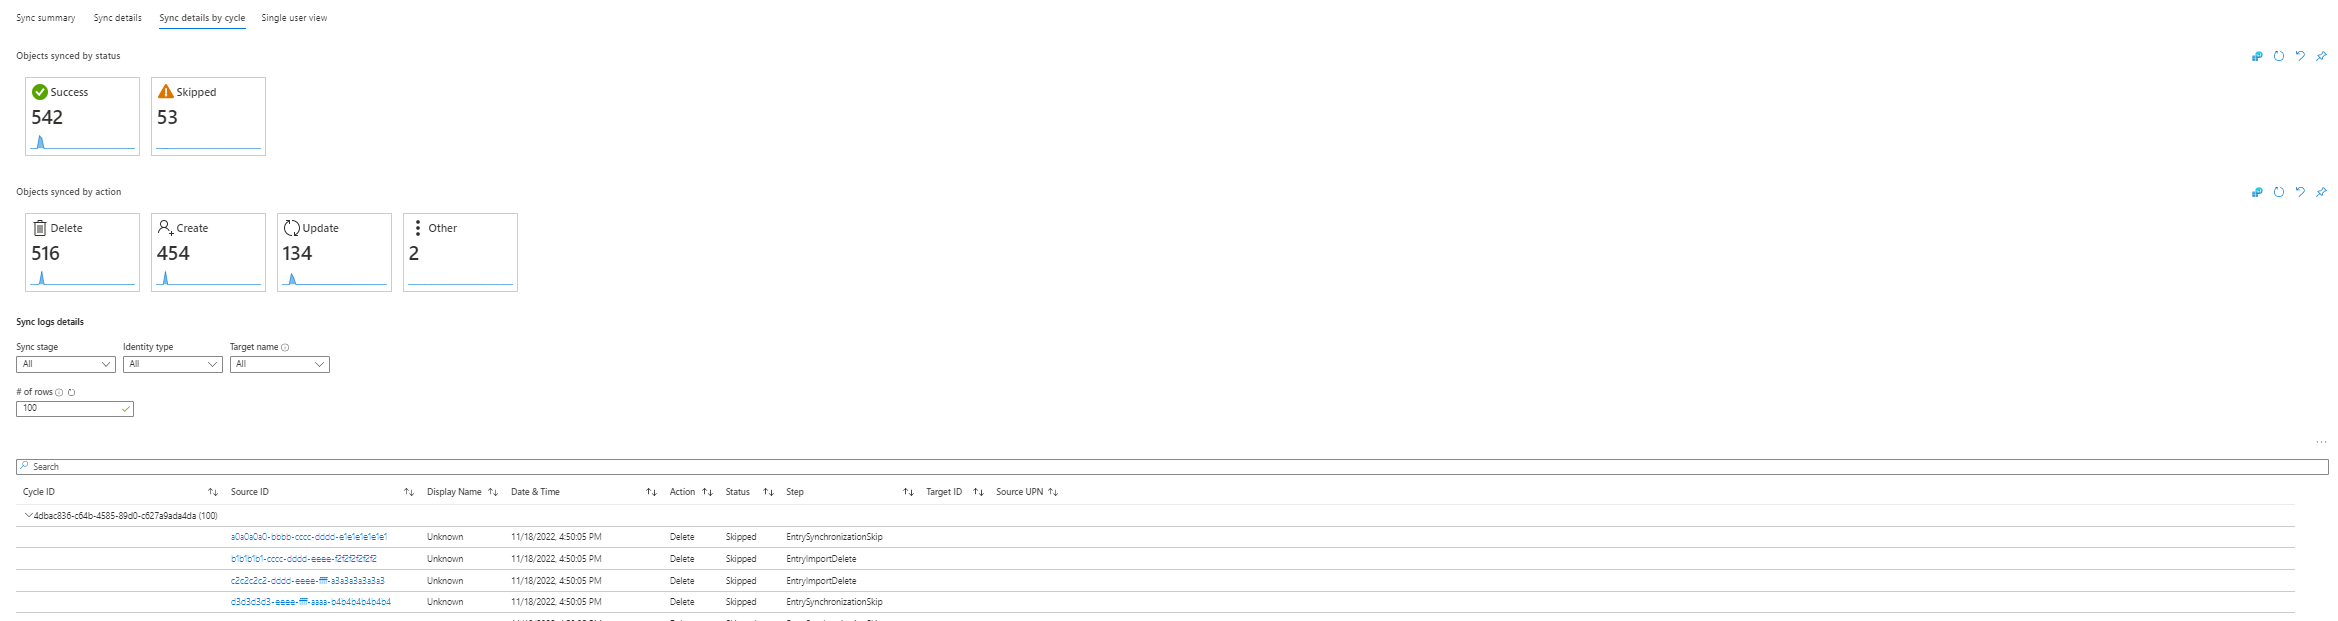 Sync summary Sync details Sync details by cycle Single user view
Objects synced by status
Success Skipped
542 53
Objects synced by action
Delete Create Update Other
516 454 134 2
Sync logs details
Sync stage Identity type Target name
All All All
# of rows
100
...
Search
Cycle ID Source ID Display Name Date & Time Action Status Step Target ID Source UPN
4dbac836-c64b-4585-89d0-c627a9ada4da (100)
a0a0a0a0-bbbb-cccc-dddd-e1e1e1e1e1e1 Unknown 11/18/2022, 4:50:05 PM Delete Skipped EntrySynchronizationSkip
b1b1b1b1-cccc-dddd-eeee-f2f2f2f2f2f2 Unknown 11/18/2022, 4:50:05 PM Delete Skipped EntryImportDelete
c2c2c2c2-dddd-eeee-ffff-a3a3a3a3a3a3 Unknown 11/18/2022, 4:50:05 PM Delete Skipped EntryImportDelete
d3d3d3d3-eeee-ffff-aaaa-b4b4b4b4b4b4 Unknown 11/18/2022, 4:50:05 PM Delete Skipped EntrySynchronizationSkip